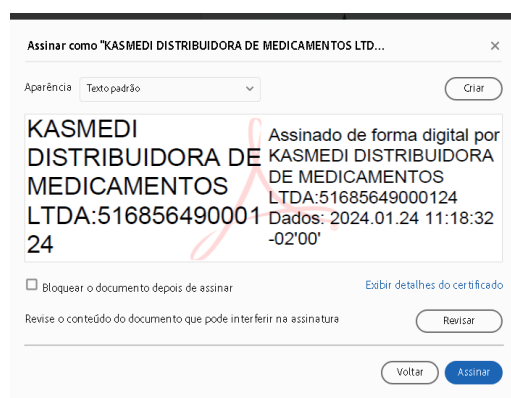 Assinar como "KASMEDI DISTRIBUIDORA DE MEDICAMENTOS LTD...
Aparência
Texto padrão
Criar
KASMEDI
DISTRIBUIDORA DE
MEDICAMENTOS
LTDA:516856490001
24
Assinado de forma digital por
KASMEDI DISTRIBUIDORA
DE MEDICAMENTOS
LTDA:51685649000124
Dados: 2024.01.24 11:18:32
-02'00'
Bloquear o documento depois de assinar
Exibir detalhes do certificado
Revise o conteúdo do documento que pode interferir na assinatura
Revisar
Voltar
Assinar